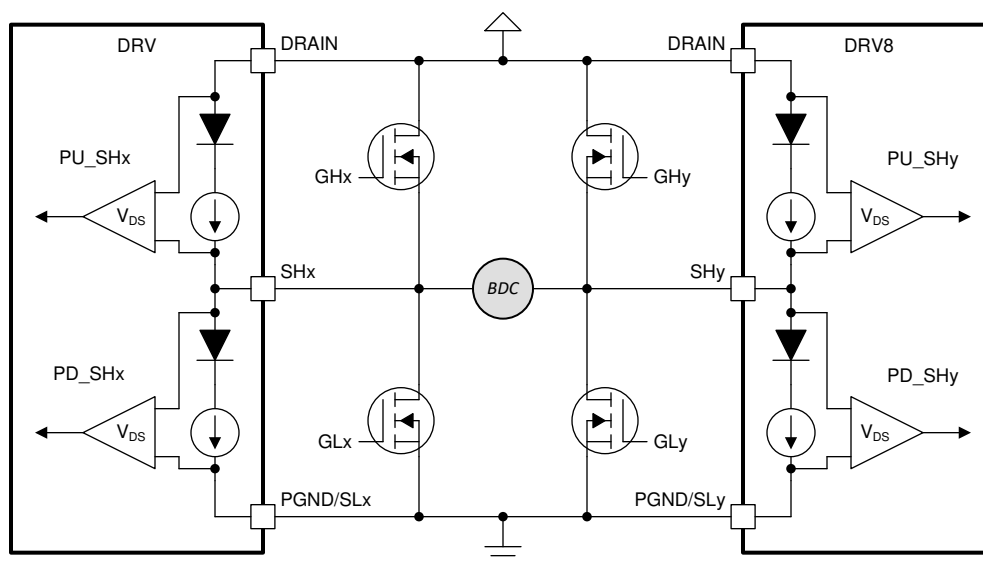 DRV
DRAIN
DRAIN
DRV8
PU_SHx
PU_SHy
GHx
GHy
VDS
VDS
SHx
BDC
SHy
PD_SHx
PD_SHy
GLx
GLy
VDS
VDS
PGND/SLx
PGND/SLy